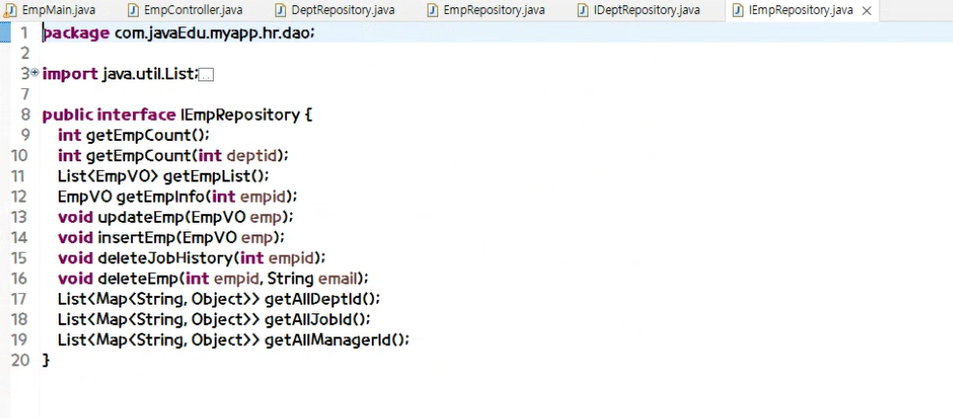 EmpMain.java EmpController.java DeptRepository.java EmpRepository.java IDeptRepository.java IEmpRepository.java
1 package com.javaEdu.myapp.hr.dao;
2
3 import java.util.List;
7
8 public interface IEmpRepository {
9 int getEmpCount();
10 int getEmpCount(int deptid);
11 List<EmpVO> getEmpList();
12 EmpVO getEmpInfo(int empid);
13 void updateEmp(EmpVO emp);
14 void insertEmp(EmpVO emp);
15 void deleteJobHistory(int empid);
16 void deleteEmp(int empid, String email);
17 List<Map<String, Object>> getAllDeptId();
18 List<Map<String, Object>> getAllJobId();
19 List<Map<String, Object>> getAllManagerId();
20 }